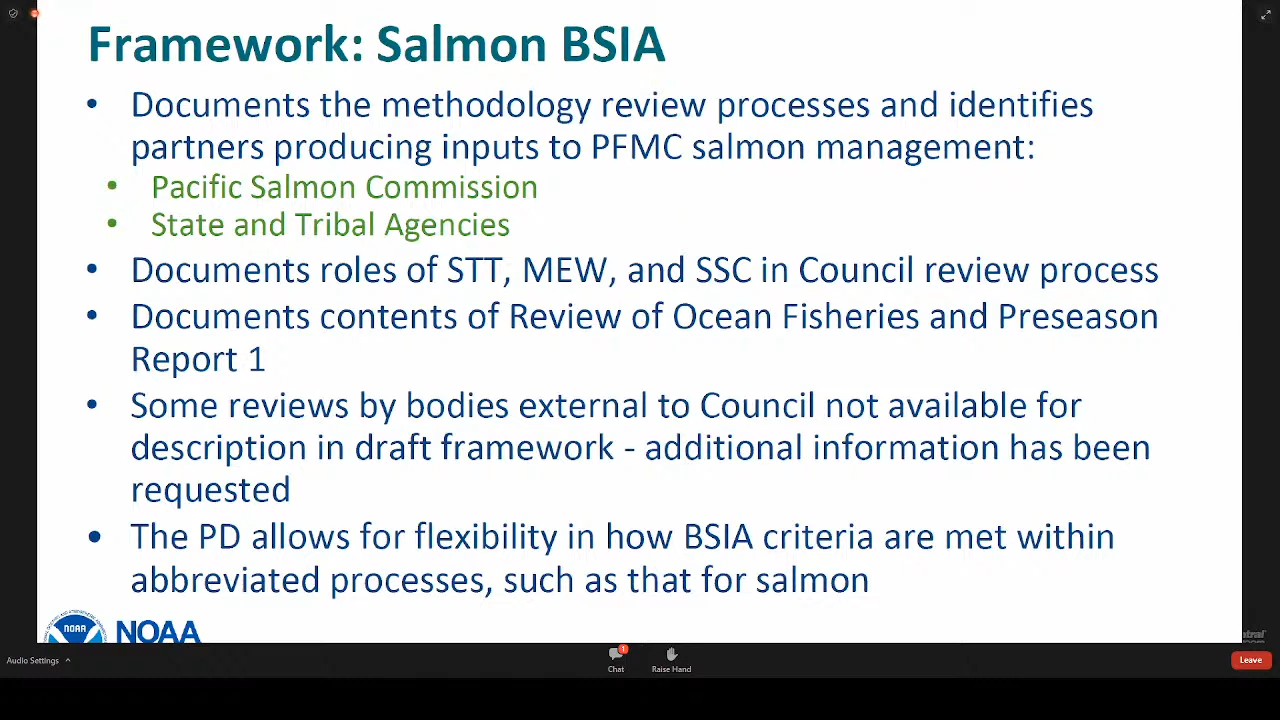 Framework: Salmon BSIA
• Documents the methodology review processes and identifies
partners producing inputs to PFMC salmon management:
• Pacific Salmon Commission
• State and Tribal Agencies
• Documents roles of STT, MEW, and SSC in Council review process
• Documents contents of Review of Ocean Fisheries and Preseason
Report 1
• Some reviews by bodies external to Council not available for
description in draft framework - additional information has been
requested
• The PD allows for flexibility in how BSIA criteria are met within
abbreviated processes, such as that for salmon
NOAA
NOAA
Audio Settings
1
Chat
Raise Hand
Leave